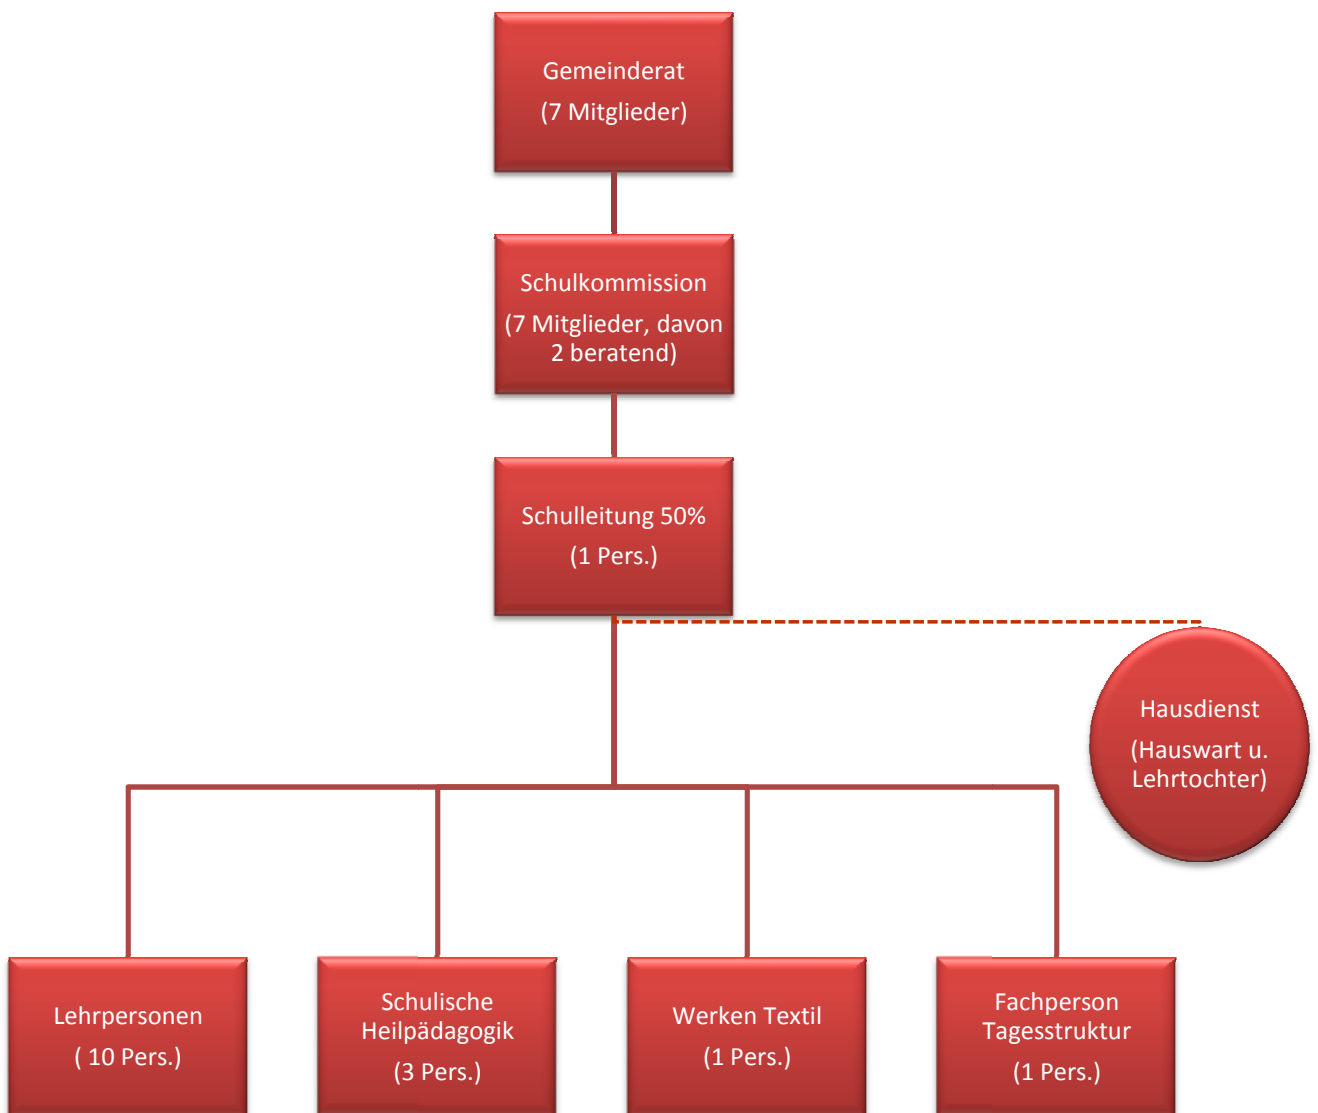 Gemeinderat
(7 Mitglieder)
Schulkommission
(7 Mitglieder, davon
2 beratend)
Schulleitung 50%
(1 Pers.)
Hausdienst
(Hauswart u.
Lehrtochter)
Lehrpersonen
( 10 Pers.)
Schulische
Heilpädagogik
(3 Pers.)
Werken Textil
(1 Pers.)
Fachperson
Tagesstruktur
(1 Pers.)